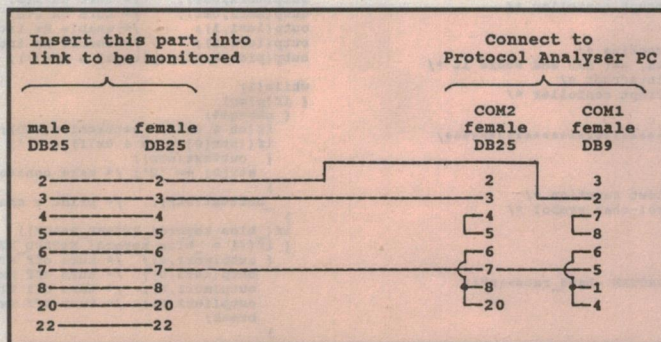 Insert this part into Connect to
link to be monitored Protocol Analyser PC
COM2 COM1
male female female female
DB25 DB25 DB25 DB9
2 2 2 3
3 3 3 2
4 4 4 7
5 5 5 8
6 6 6 6
7 7 7 5
8 8 8 1
20 20 20 4
22 22